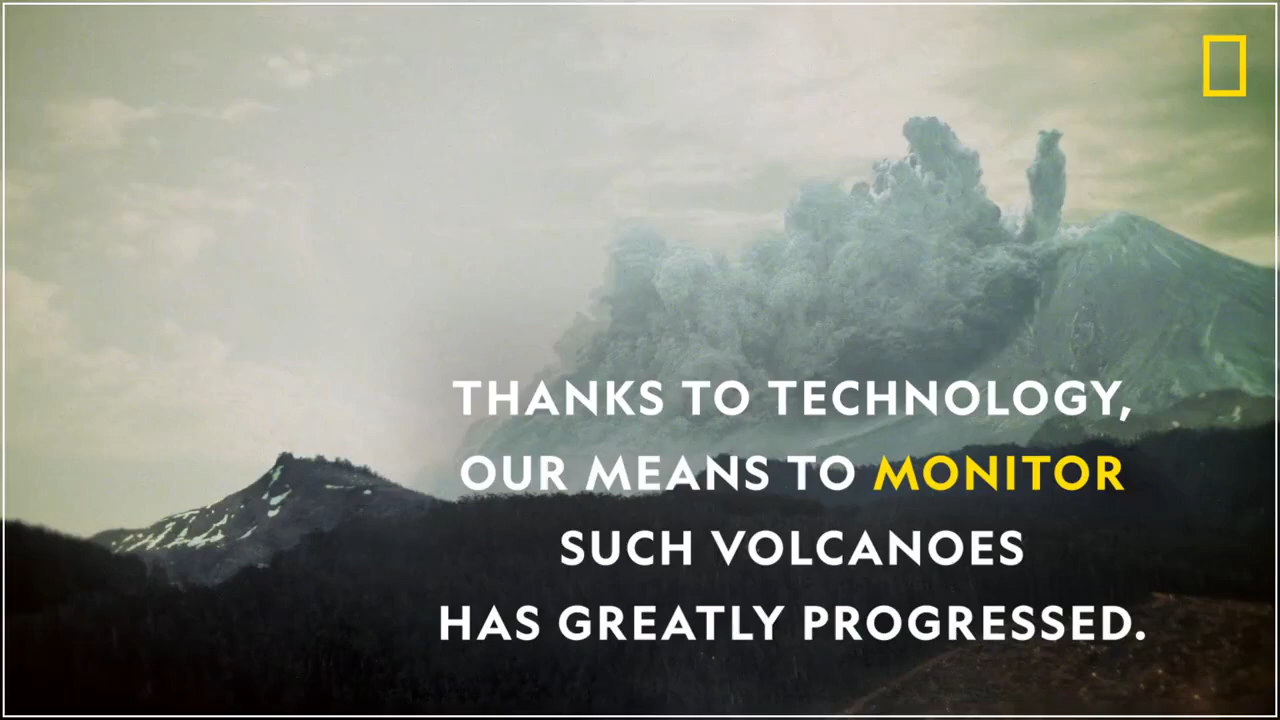 THANKS TO TECHNOLOGY,
OUR MEANS TO MONITOR
SUCH VOLCANOES
HAS GREATLY PROGRESSED.